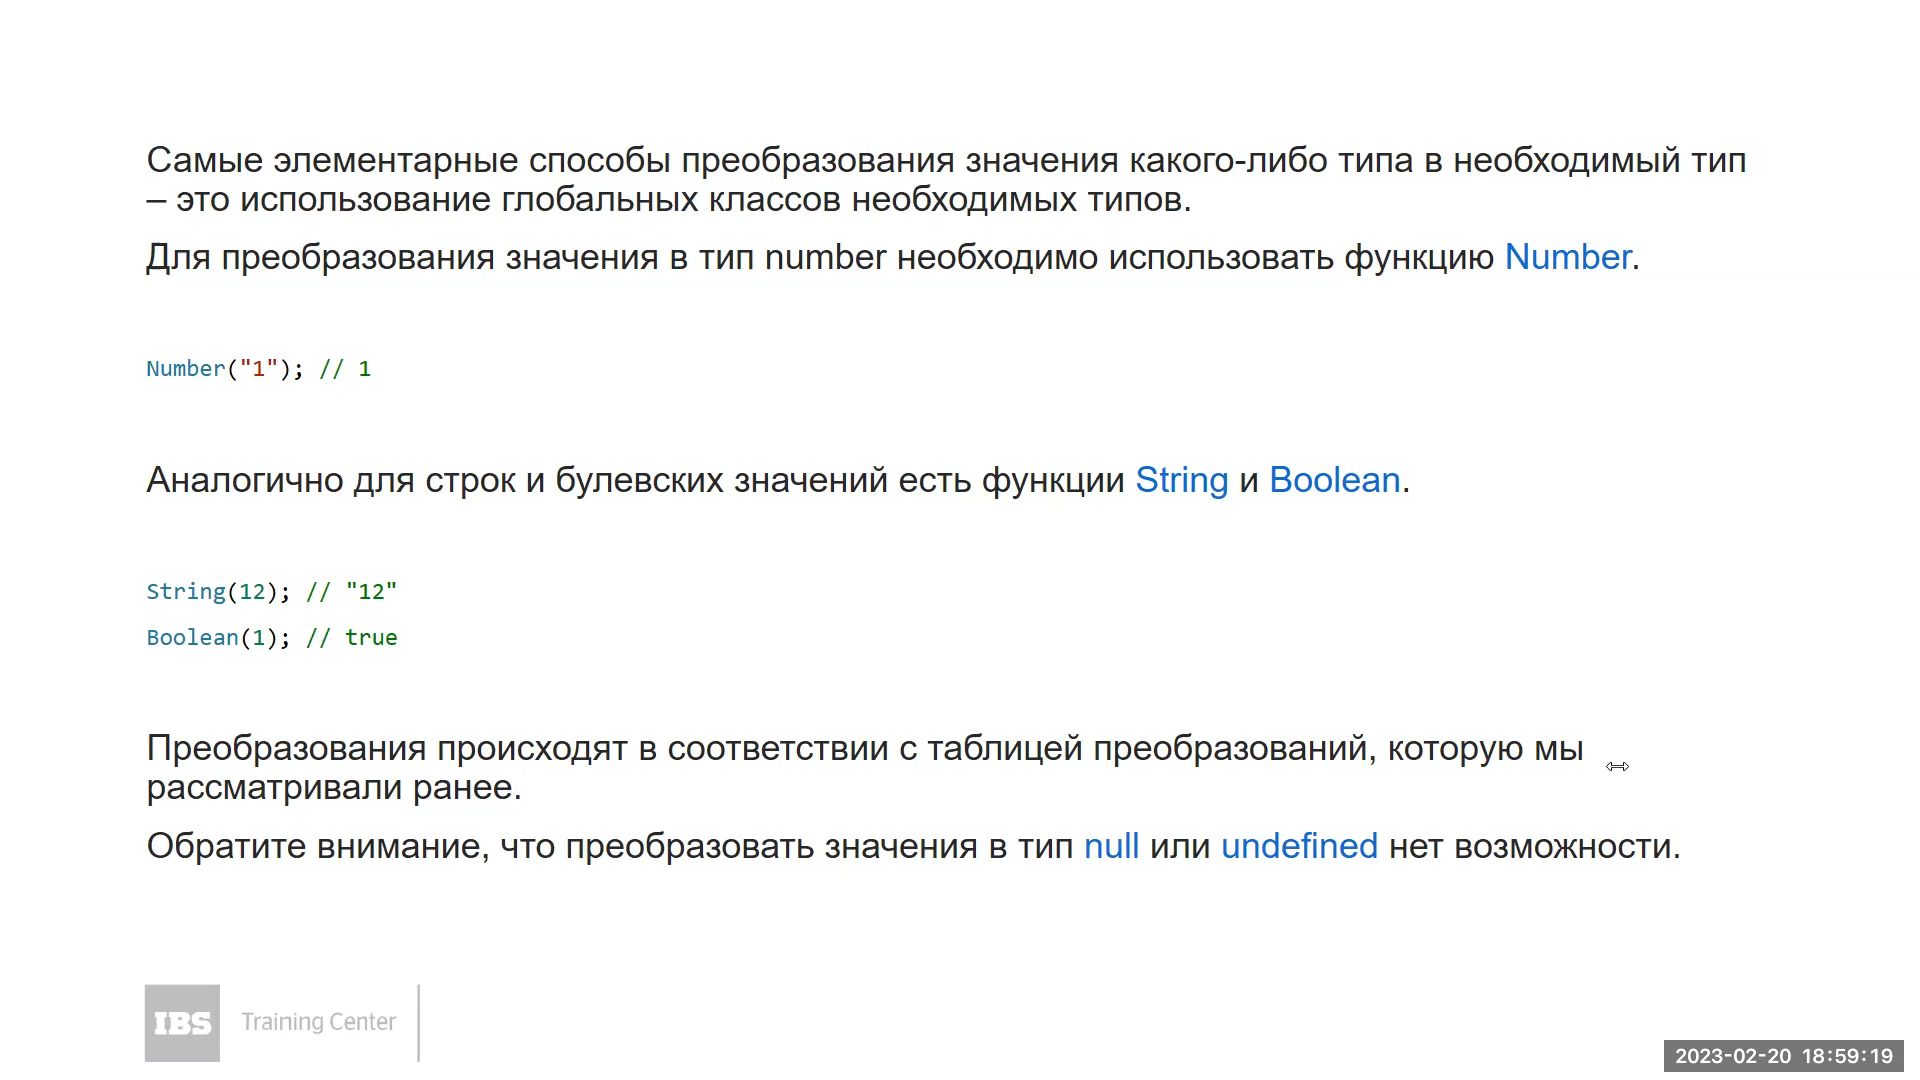 Самые элементарные способы преобразования значения какого-либо типа в необходимый тип
– это использование глобальных классов необходимых типов.
Для преобразования значения в тип number необходимо использовать функцию Number.
Number("1"); // 1
Аналогично для строк и булевских значений есть функции String и Boolean.
String(12); // "12"
Boolean(1); // true
Преобразования происходят в соответствии с таблицей преобразований, которую мы
рассматривали ранее.
Обратите внимание, что преобразовать значения в тип null или undefined нет возможности.
IBS Training Center
2023-02-20 18:59:19